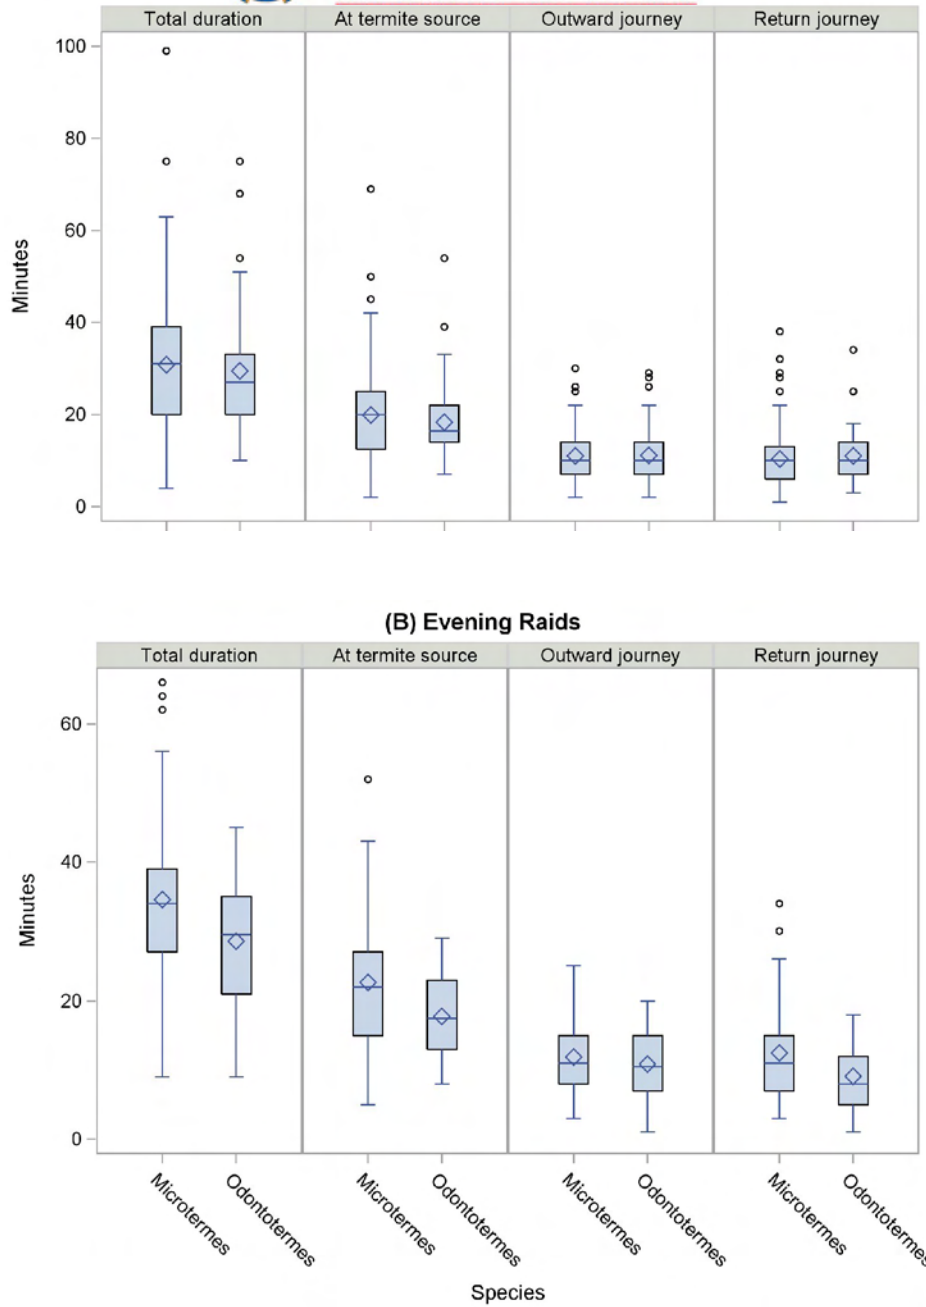 Total duration At termite source Outward journey Return journey
100
80
60
40
20
0
Minutes
(B) Evening Raids
Total duration At termite source Outward journey Return journey
60
40
20
0
Minutes
Microtermes Odontotermes Microtermes Odontotermes Microtermes Odontotermes Microtermes Odontotermes
Species